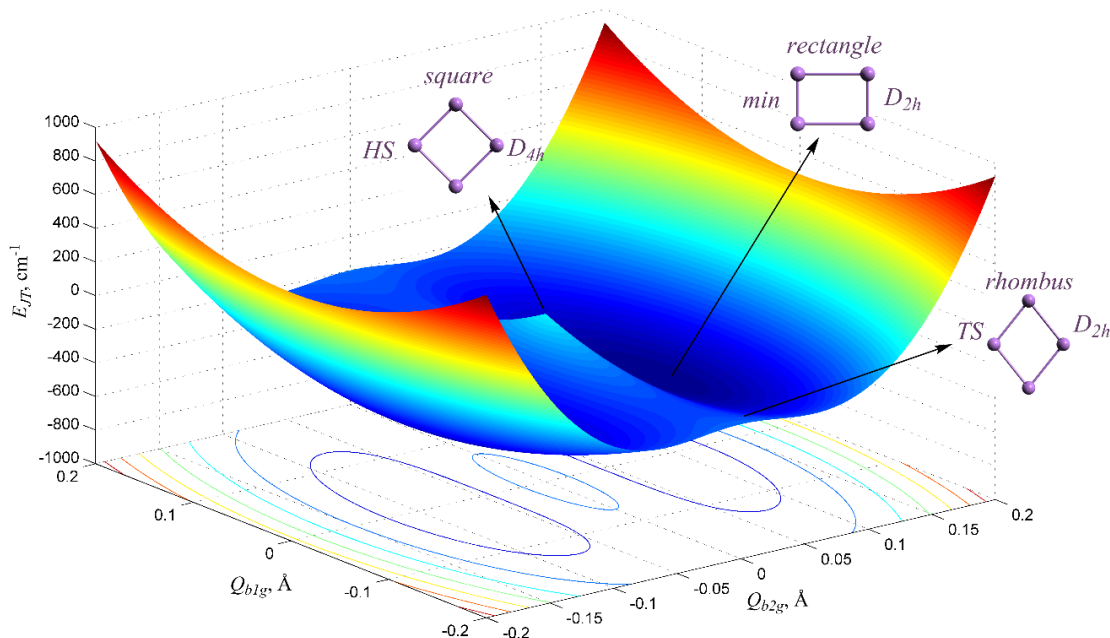 rectangle
square
min
D2h
HS
D4h
rhombus
TS
D2h
EJT, cm-1
1000
800
600
400
200
0
-200
-400
-600
-800
-1000
0.2
0.1
0
-0.1
-0.2
Qb1g, Å
-0.2
-0.15
-0.1
-0.05
0
0.05
0.1
0.15
0.2
Qb2g, Å